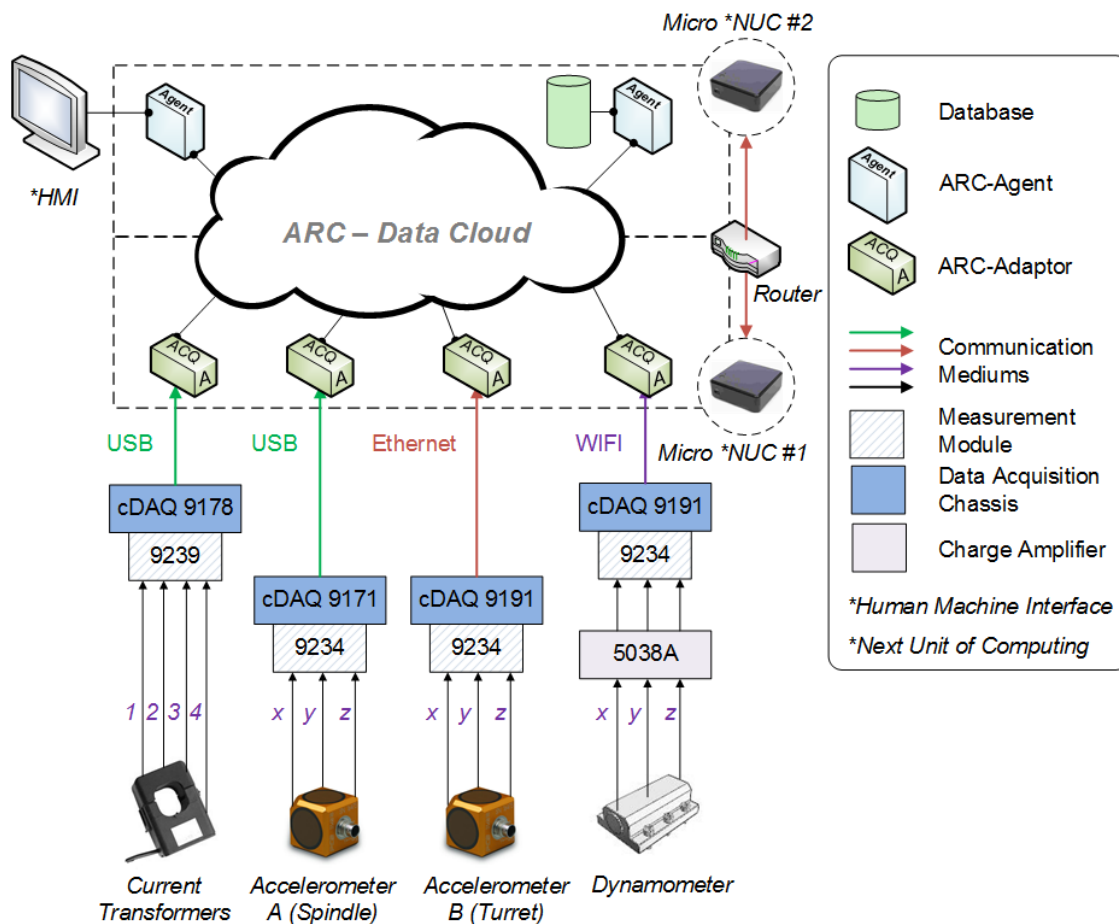 Micro *NUC #2
Agent
Agent
Database
*HMI
Agent
ARC-Agent
ARC – Data Cloud
ACQ
A
ARC-Adaptor
Router
ACQ
A
ACQ
A
ACQ
A
ACQ
A
Communication
Mediums
USB
USB
Ethernet
WIFI
Micro *NUC #1
Measurement
Module
cDAQ 9178
cDAQ 9191
Data Acquisition
Chassis
9239
9234
Charge Amplifier
cDAQ 9171
cDAQ 9191
*Human Machine Interface
9234
9234
5038A
*Next Unit of Computing
1 2 3 4
x y z
x y z
x y z
Current
Transformers
Accelerometer
A (Spindle)
Accelerometer
B (Turret)
Dynamometer